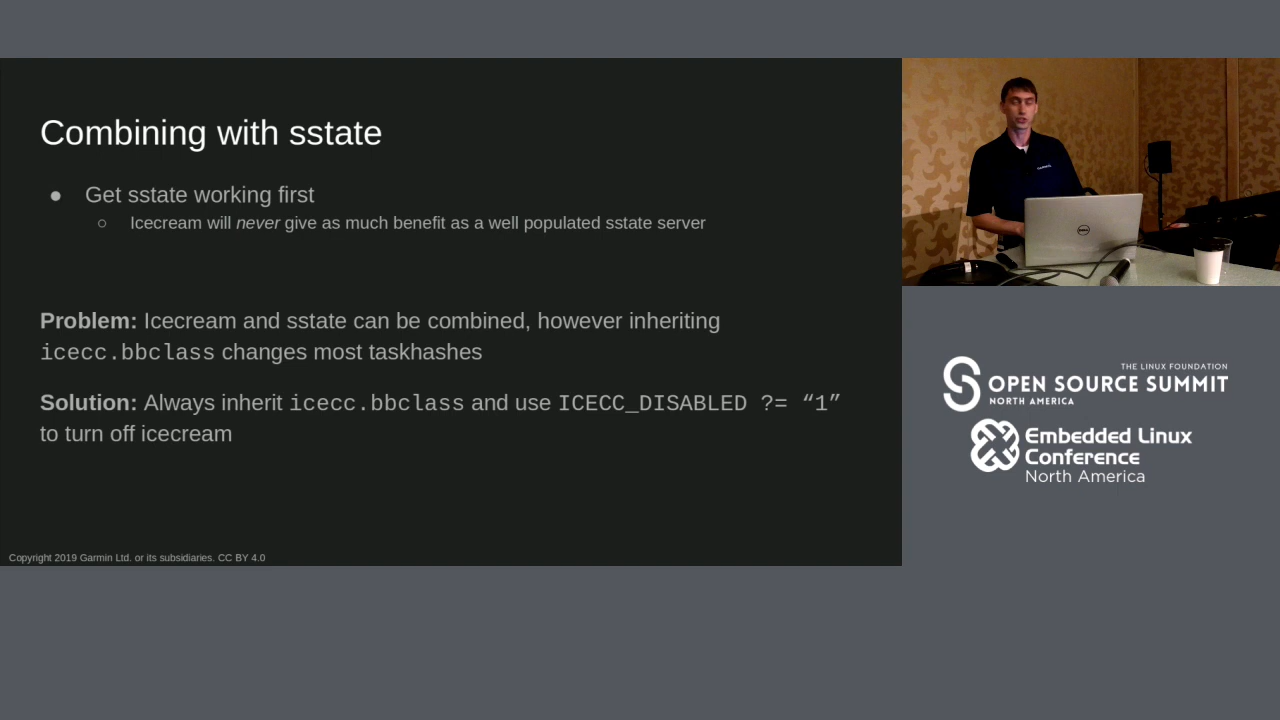 Combining with sstate
● Get sstate working first
○ Icecream will never give as much benefit as a well populated sstate server
Problem: Icecream and sstate can be combined, however inheriting
icecc.bbclass changes most taskhashes
Solution: Always inherit icecc.bbclass and use ICECC_DISABLED ?= “1”
to turn off icecream
Copyright 2019 Garmin Ltd. or its subsidiaries. CC BY 4.0
THE LINUX FOUNDATION
OPEN SOURCE SUMMIT
NORTH AMERICA
Embedded Linux
Conference
North America